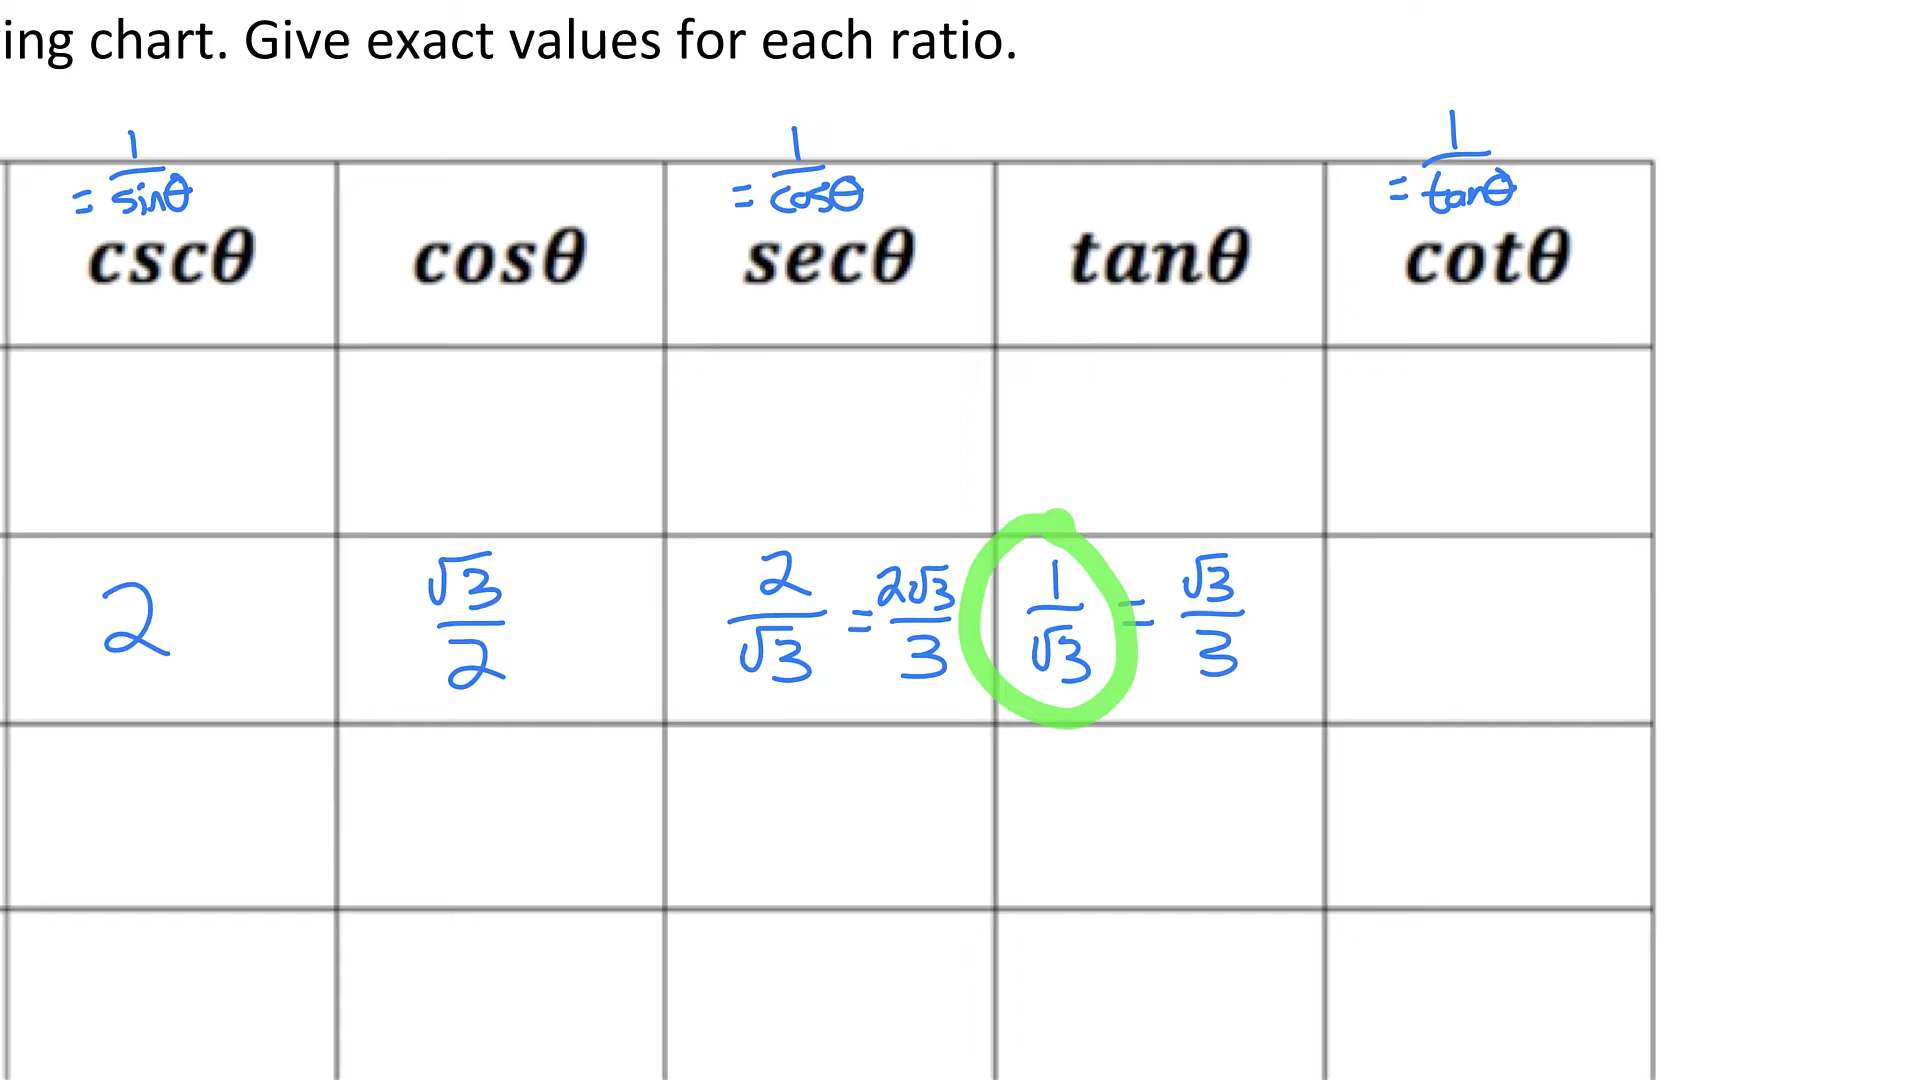 ing chart. Give exact values for each ratio.
= 1/sinθ = 1/cosθ = 1/tanθ
cscθ cosθ secθ tanθ cotθ
2 √3/2 2/√3 = 2√3/3 1/√3 = √3/3